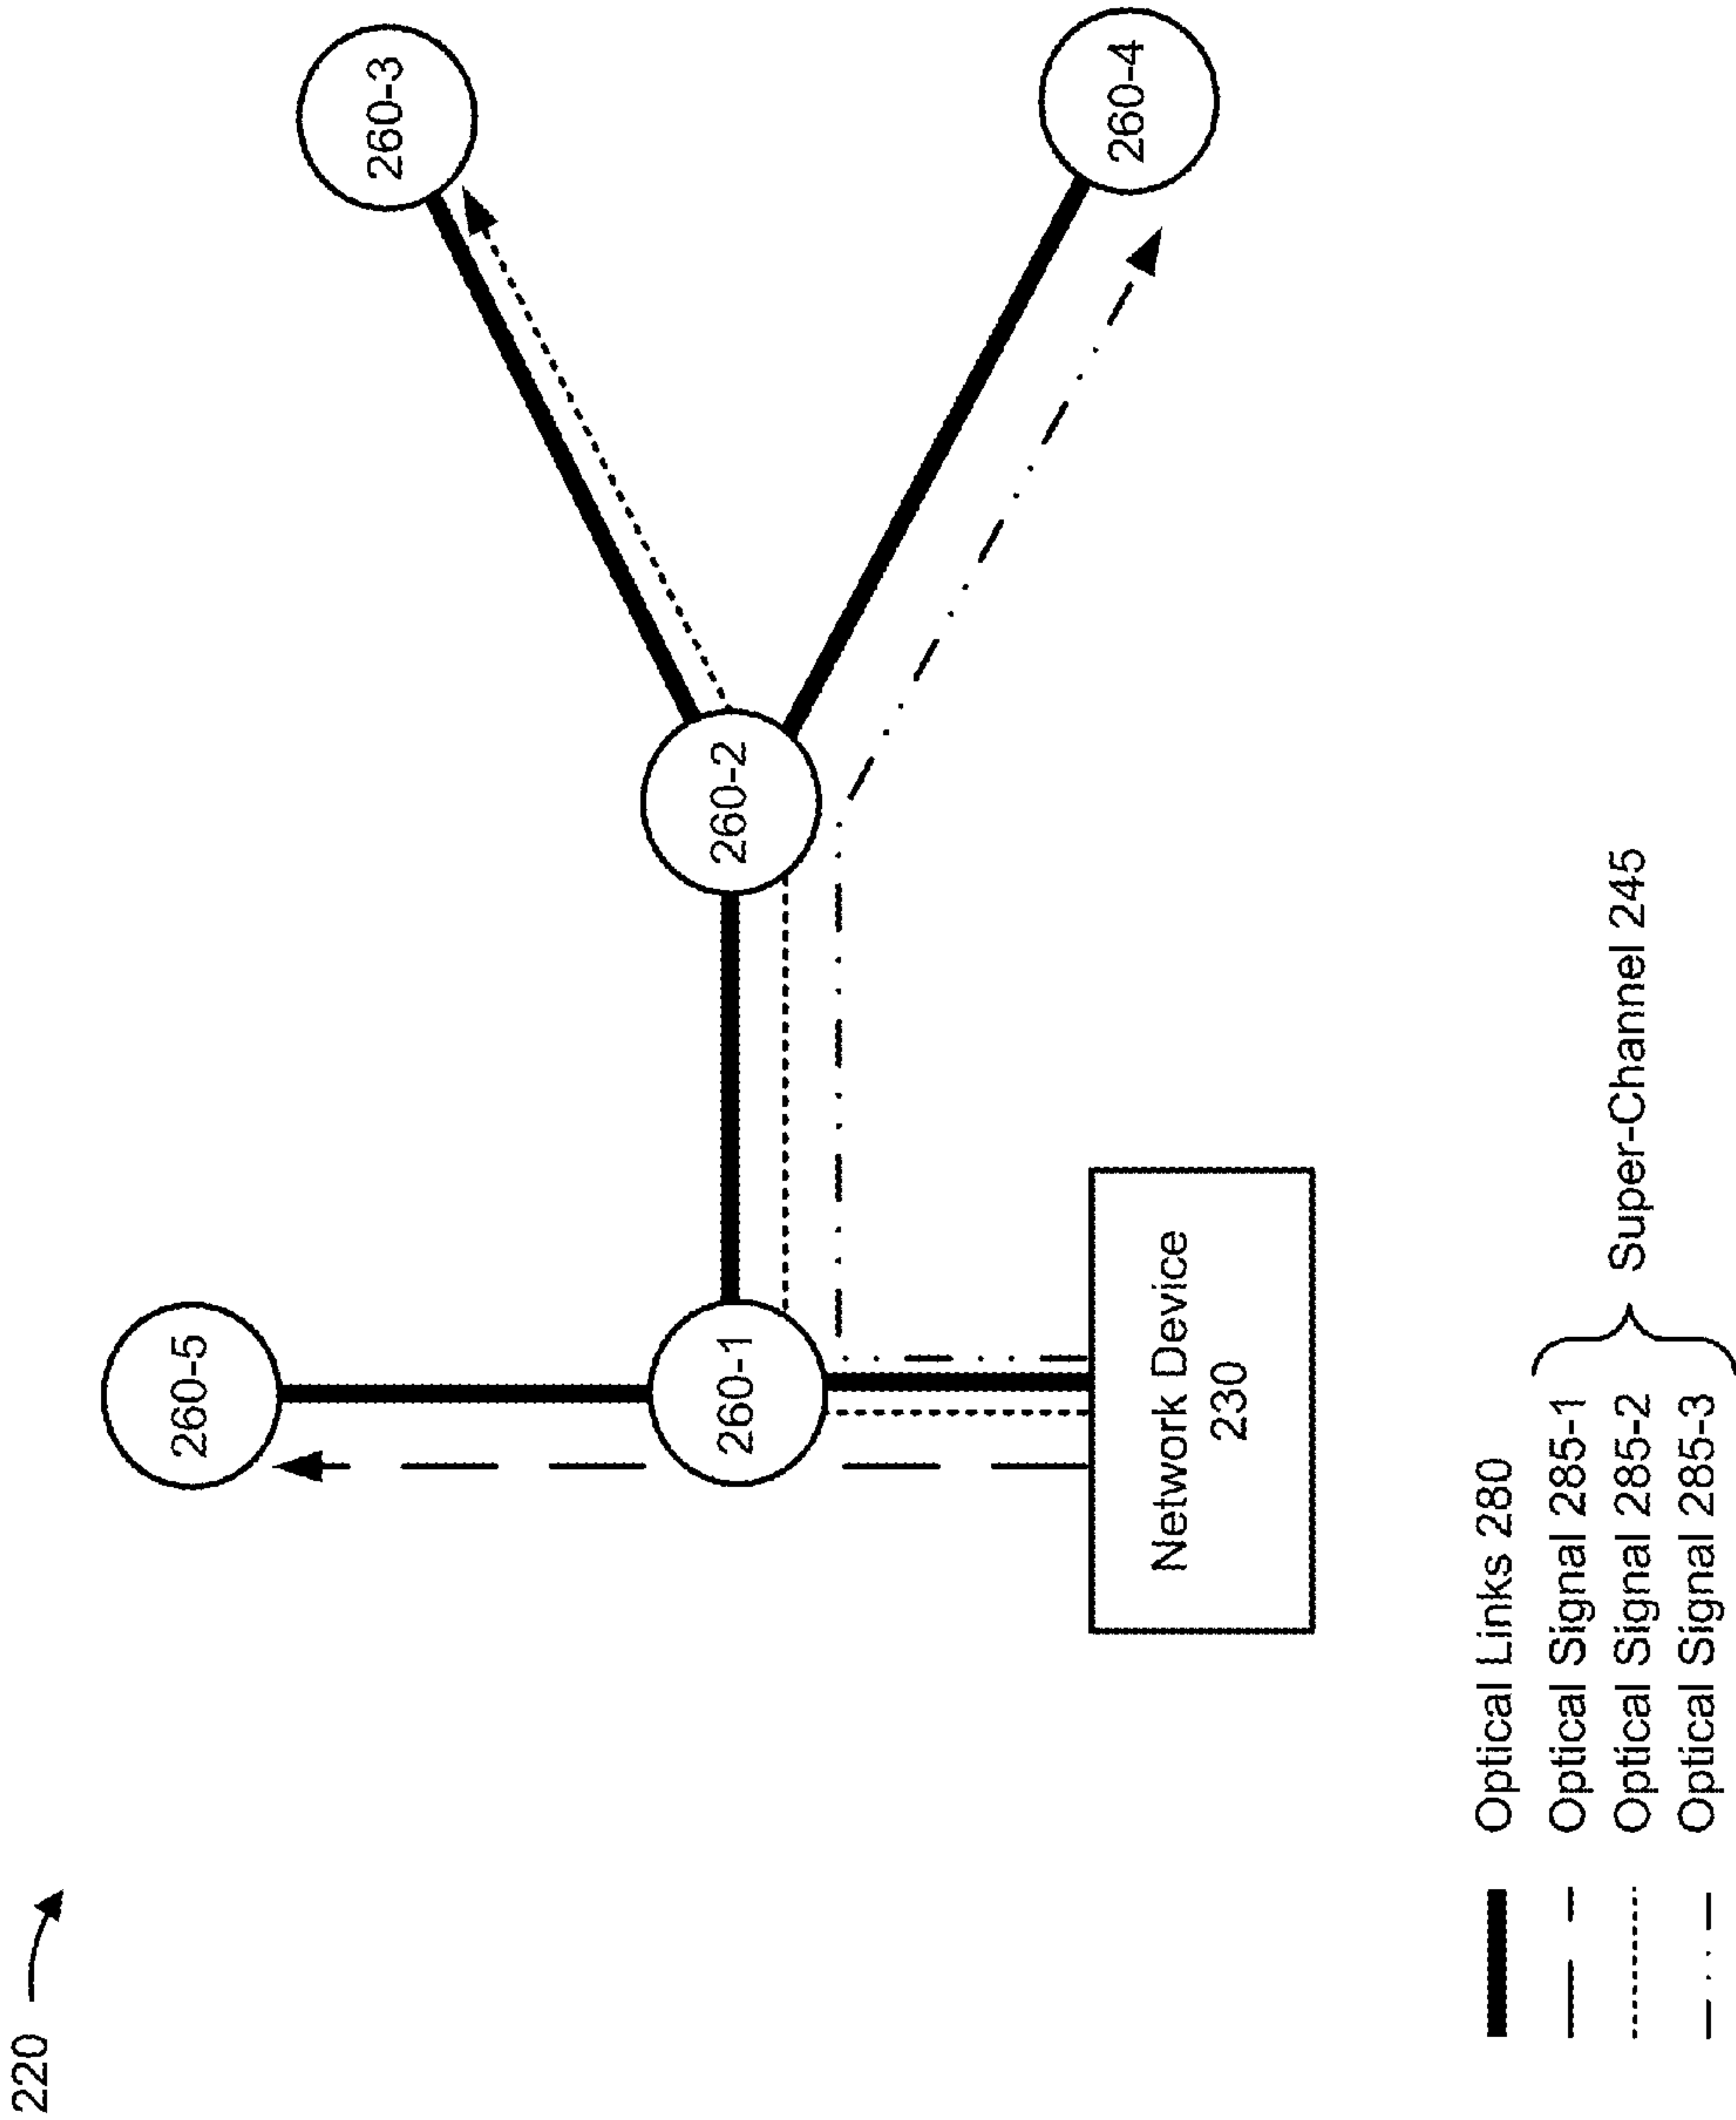 220
260-5
260-3
260-1
260-2
260-4
Network Device
230
Optical Links 280
Optical Signal 285-1
Optical Signal 285-2
Optical Signal 285-3
Super-Channel 245